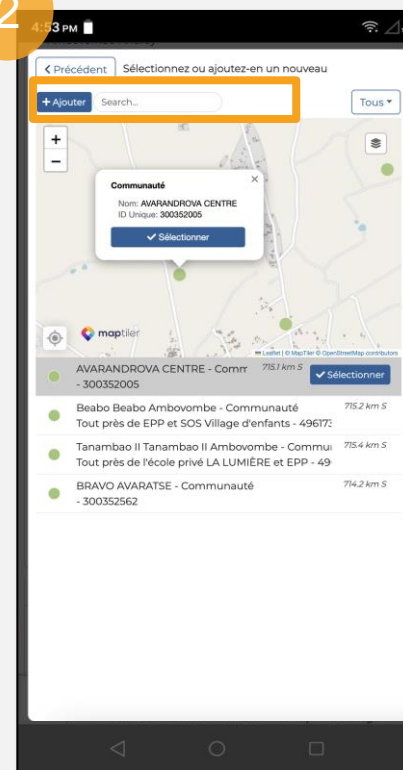 2
4:53 PM
Précédent
Sélectionnez ou ajoutez-en un nouveau
+ Ajouter
Search...
Tous
+
−
Communauté
×
Nom: AVARANDROVA CENTRE
ID Unique: 300352005
Sélectionner
maptiler
Leaflet | © MapTiler © OpenStreetMap contributors
AVARANDROVA CENTRE - Comm 715.1 km S
- 300352005
Sélectionner
Beabo Beabo Ambovombe - Communauté 715.2 km S
Tout près de EPP et SOS Village d'enfants - 49617
Tanambao II Tanambao II Ambovombe - Commu 715.4 km S
Tout près de l'école privé LA LUMIÈRE et EPP - 49
BRAVO AVARATSE - Communauté 714.2 km S
- 300352562